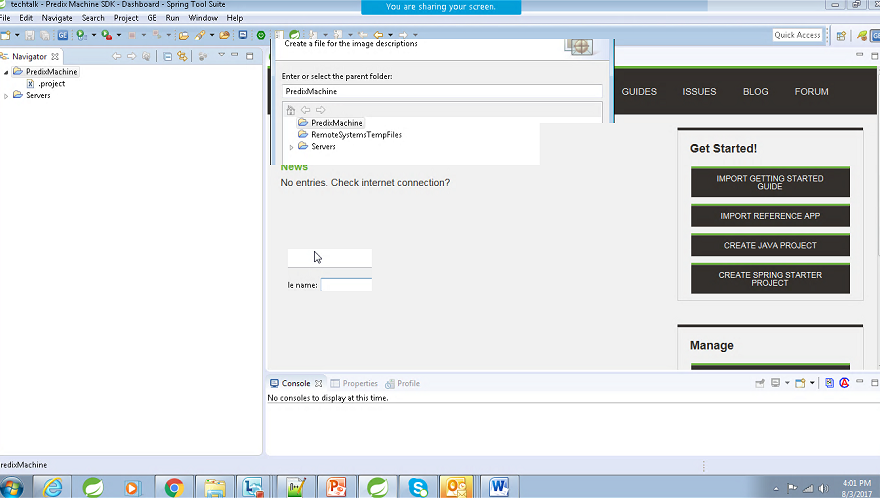 techtalk - Predix Machine SDK - Dashboard - Spring Tool Suite
You are sharing your screen.
File Edit Navigate Search Project GE Run Window Help
Quick Access
Navigator
PredixMachine
.project
Servers
Create a file for the image descriptions
Enter or select the parent folder:
PredixMachine
PredixMachine
RemoteSystemsTempFiles
Servers
GUIDES ISSUES BLOG FORUM
News
No entries. Check internet connection?
le name:
Get Started!
IMPORT GETTING STARTED
GUIDE
IMPORT REFERENCE APP
CREATE JAVA PROJECT
CREATE SPRING STARTER
PROJECT
Manage
Console Properties Profile
No consoles to display at this time.
redixMachine
4:01 PM
8/3/2017